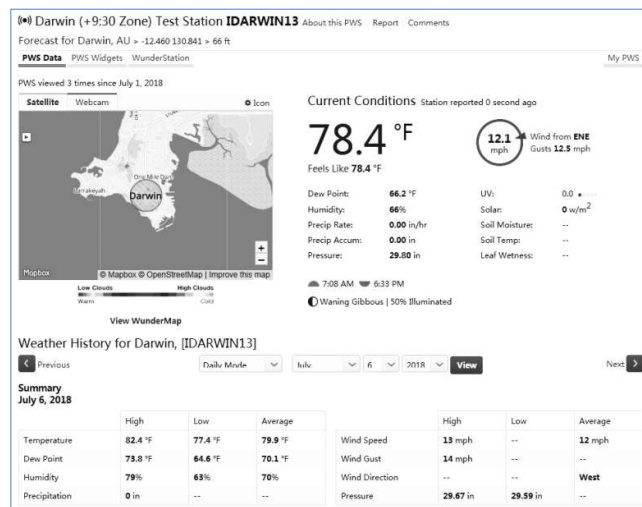 Darwin (+9:30 Zone) Test Station IDARWIN13 About this PWS Report Comments
Forecast for Darwin, AU > -12.460 130.841 > 66 ft
PWS Data PWS Widgets WunderStation My PWS
PWS viewed 3 times since July 1, 2018
Satellite Webcam Icon
One Mile Dam
Larrakeyah
Darwin
+
−
Mapbox © Mapbox © OpenStreetMap | Improve this map
Low Clouds High Clouds
Warm Cold
View WunderMap
Current Conditions Station reported 0 second ago
78.4 °F
Feels Like 78.4 °F
12.1 mph
Wind from ENE
Gusts 12.5 mph
Dew Point: 66.2 °F
Humidity: 66%
Precip Rate: 0.00 in/hr
Precip Accum: 0.00 in
Pressure: 29.80 in
UV: 0.0
Solar: 0 w/m²
Soil Moisture: --
Soil Temp: --
Leaf Wetness: --
7:08 AM 6:33 PM
Waning Gibbous | 50% Illuminated
Weather History for Darwin, [IDARWIN13]
Previous Daily Mode July 6 2018 View Next
Summary
July 6, 2018
High Low Average
Temperature 82.4 °F 77.4 °F 79.9 °F
Dew Point 73.8 °F 64.6 °F 70.1 °F
Humidity 79% 63% 70%
Precipitation 0 in -- --
High Low Average
Wind Speed 13 mph -- 12 mph
Wind Gust 14 mph -- --
Wind Direction -- -- West
Pressure 29.67 in 29.59 in --